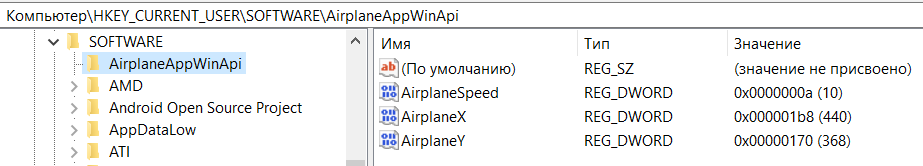 Компьютер\HKEY_CURRENT_USER\SOFTWARE\AirplaneAppWinApi
SOFTWARE
AirplaneAppWinApi
AMD
Android Open Source Project
AppDataLow
ATI
Имя Тип Значение
(По умолчанию) REG_SZ (значение не присвоено)
AirplaneSpeed REG_DWORD 0x0000000a (10)
AirplaneX REG_DWORD 0x000001b8 (440)
AirplaneY REG_DWORD 0x00000170 (368)